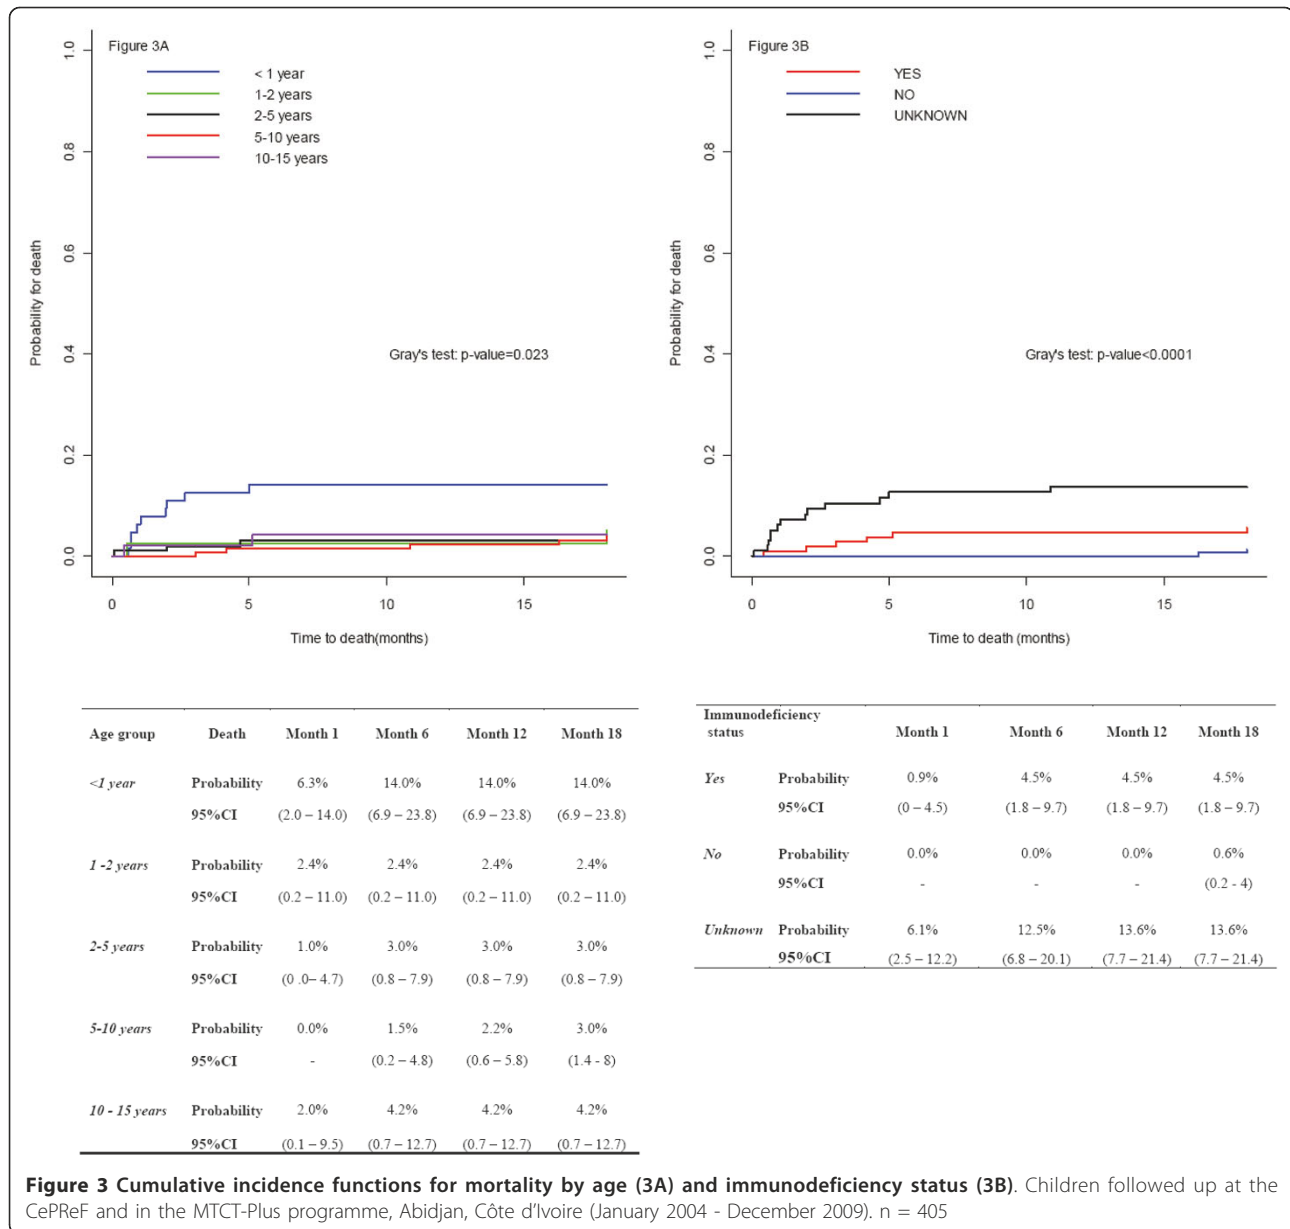 Figure 3A
< 1 year
1-2 years
2-5 years
5-10 years
10-15 years
Probability for death
1.0
0.8
0.6
0.4
0.2
0.0
Gray's test: p-value=0.023
0 5 10 15
Time to death(months)
Figure 3B
YES
NO
UNKNOWN
Probability for death
1.0
0.8
0.6
0.4
0.2
0.0
Gray's test: p-value<0.0001
0 5 10 15
Time to death (months)
Age group Death Month 1 Month 6 Month 12 Month 18
<1 year Probability 6.3% 14.0% 14.0% 14.0%
95%CI (2.0 – 14.0) (6.9 – 23.8) (6.9 – 23.8) (6.9 – 23.8)
1 -2 years Probability 2.4% 2.4% 2.4% 2.4%
95%CI (0.2 – 11.0) (0.2 – 11.0) (0.2 – 11.0) (0.2 – 11.0)
2-5 years Probability 1.0% 3.0% 3.0% 3.0%
95%CI (0 .0– 4.7) (0.8 – 7.9) (0.8 – 7.9) (0.8 – 7.9)
5-10 years Probability 0.0% 1.5% 2.2% 3.0%
95%CI - (0.2 – 4.8) (0.6 – 5.8) (1.4 - 8)
10 - 15 years Probability 2.0% 4.2% 4.2% 4.2%
95%CI (0.1 – 9.5) (0.7 – 12.7) (0.7 – 12.7) (0.7 – 12.7)
Immunodeficiency
status Month 1 Month 6 Month 12 Month 18
Yes Probability 0.9% 4.5% 4.5% 4.5%
95%CI (0 – 4.5) (1.8 – 9.7) (1.8 – 9.7) (1.8 – 9.7)
No Probability 0.0% 0.0% 0.0% 0.6%
95%CI - - - (0.2 - 4)
Unknown Probability 6.1% 12.5% 13.6% 13.6%
95%CI (2.5 – 12.2) (6.8 – 20.1) (7.7 – 21.4) (7.7 – 21.4)
Figure 3 Cumulative incidence functions for mortality by age (3A) and immunodeficiency status (3B). Children followed up at the
CePReF and in the MTCT-Plus programme, Abidjan, Côte d'Ivoire (January 2004 - December 2009). n = 405